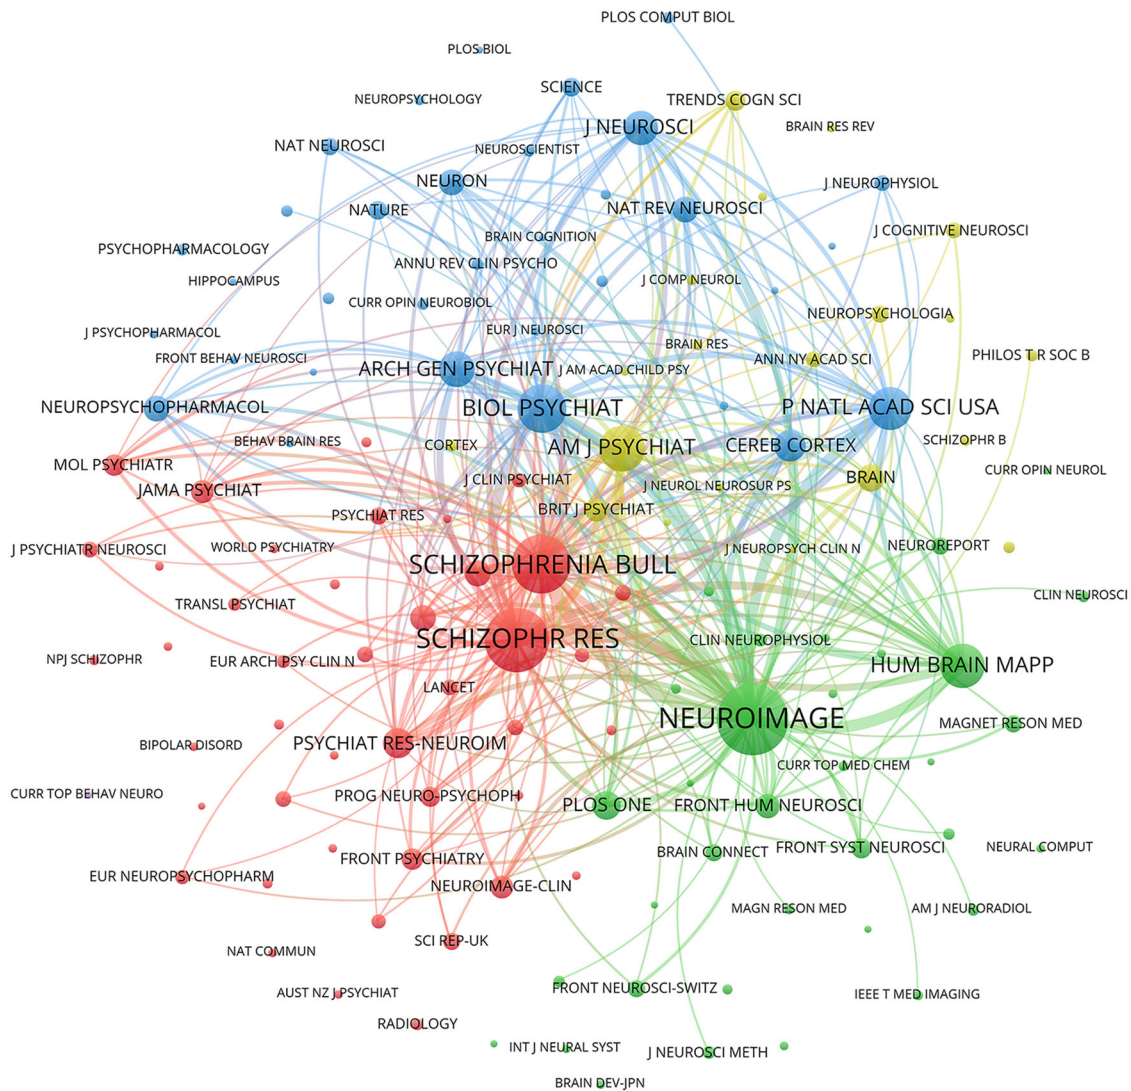 PLOS COMPUT BIOL
PLOS BIOL
SCIENCE
NEUROPSYCHOLOGY
TRENDS COGN SCI
J NEUROSCI
BRAIN RES REV
NAT NEUROSCI
NEUROSCIENTIST
NEURON
J NEUROPHYSIOL
NATURE
NAT REV NEUROSCI
J COGNITIVE NEUROSCI
BRAIN COGNITION
PSYCHOPHARMACOLOGY
ANNU REV CLIN PSYCHO
HIPPOCAMPUS
J COMP NEUROL
CURR OPIN NEUROBIOL
NEUROPSYCHOLOGIA
J PSYCHOPHARMACOL
EUR J NEUROSCI
BRAIN RES
FRONT BEHAV NEUROSCI
ANN NY ACAD SCI
PHILOS T R SOC B
ARCH GEN PSYCHIAT
J AM ACAD CHILD PSY
NEUROPSYCHOPHARMACOL
BIOL PSYCHIAT
P NATL ACAD SCI USA
BEHAV BRAIN RES
CORTEX
AM J PSYCHIAT
CEREB CORTEX
SCHIZOPHR B
MOL PSYCHIATR
CURR OPIN NEUROL
JAMA PSYCHIAT
J CLIN PSYCHIAT
J NEUROL NEUROSUR PS
BRAIN
PSYCHIAT RES
BRIT J PSYCHIAT
J PSYCHIATR NEUROSCI
WORLD PSYCHIATRY
J NEUROPSYCH CLIN N
NEUROREPORT
SCHIZOPHRENIA BULL
TRANSL PSYCHIAT
CLIN NEUROSCI
SCHIZOPHR RES
CLIN NEUROPHYSIOL
NPJ SCHIZOPHR
EUR ARCH PSY CLIN N
HUM BRAIN MAPP
LANCET
NEUROIMAGE
MAGNET RESON MED
BIPOLAR DISORD
PSYCHIAT RES-NEUROIM
CURR TOP MED CHEM
CURR TOP BEHAV NEURO
PROG NEURO-PSYCHOPH
PLOS ONE
FRONT HUM NEUROSCI
FRONT PSYCHIATRY
BRAIN CONNECT
FRONT SYST NEUROSCI
NEURAL COMPUT
EUR NEUROPSYCHOPHARM
NEUROIMAGE-CLIN
MAGN RESON MED
AM J NEURORADIOL
SCI REP-UK
NAT COMMUN
FRONT NEUROSCI-SWITZ
AUST NZ J PSYCHIAT
IEEE T MED IMAGING
RADIOLOGY
INT J NEURAL SYST
J NEUROSCI METH
BRAIN DEV-JPN